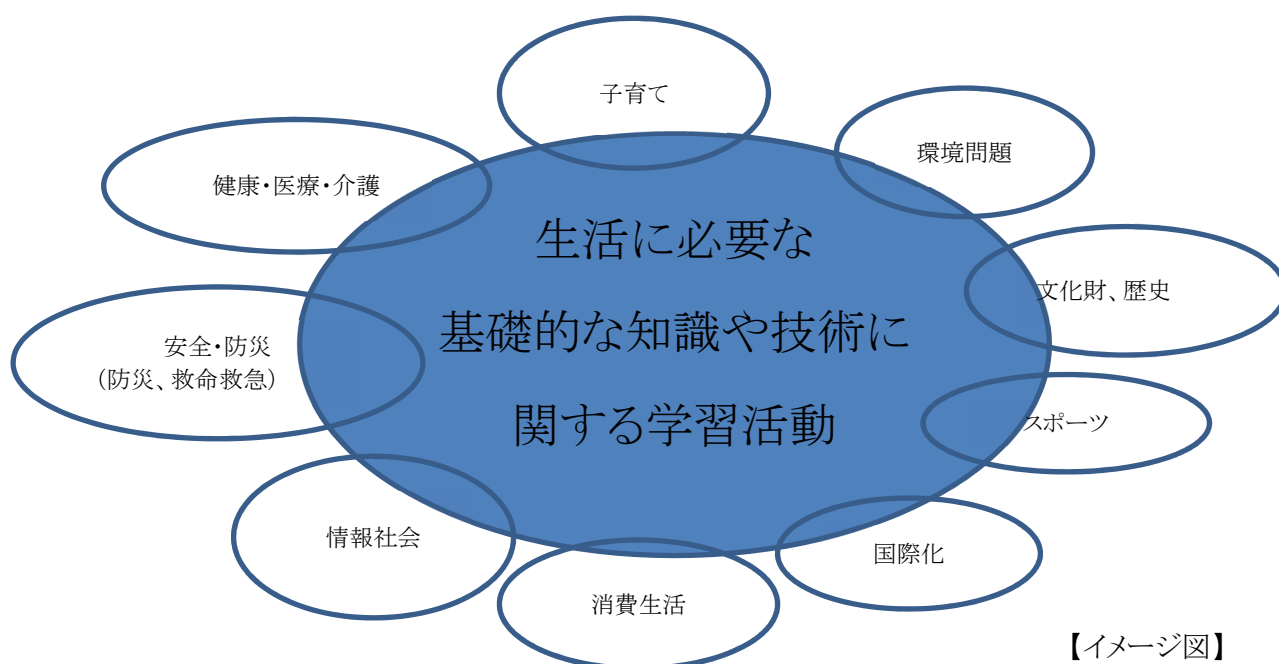 子育て
環境問題
健康・医療・介護
生活に必要な
文化財、歴史
基礎的な知識や技術に
安全・防災
（防災、救命救急）
関する学習活動
スポーツ
情報社会
国際化
消費生活
【イメージ図】